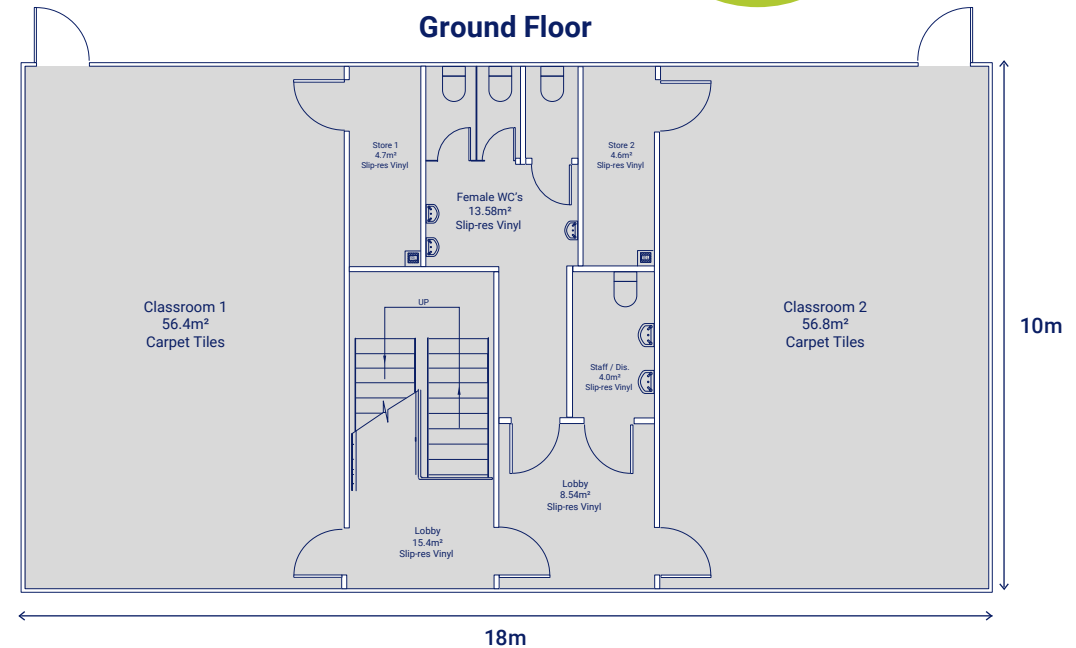 Ground Floor
Store 1
4.7m²
Slip-res Vinyl
Store 2
4.6m²
Slip-res Vinyl
Female WC's
13.58m²
Slip-res Vinyl
UP
Classroom 1
56.4m²
Carpet Tiles
Classroom 2
56.8m²
Carpet Tiles
10m
Staff / Dis.
4.0m²
Slip-res Vinyl
Lobby
8.54m²
Slip-res Vinyl
Lobby
15.4m²
Slip-res Vinyl
18m